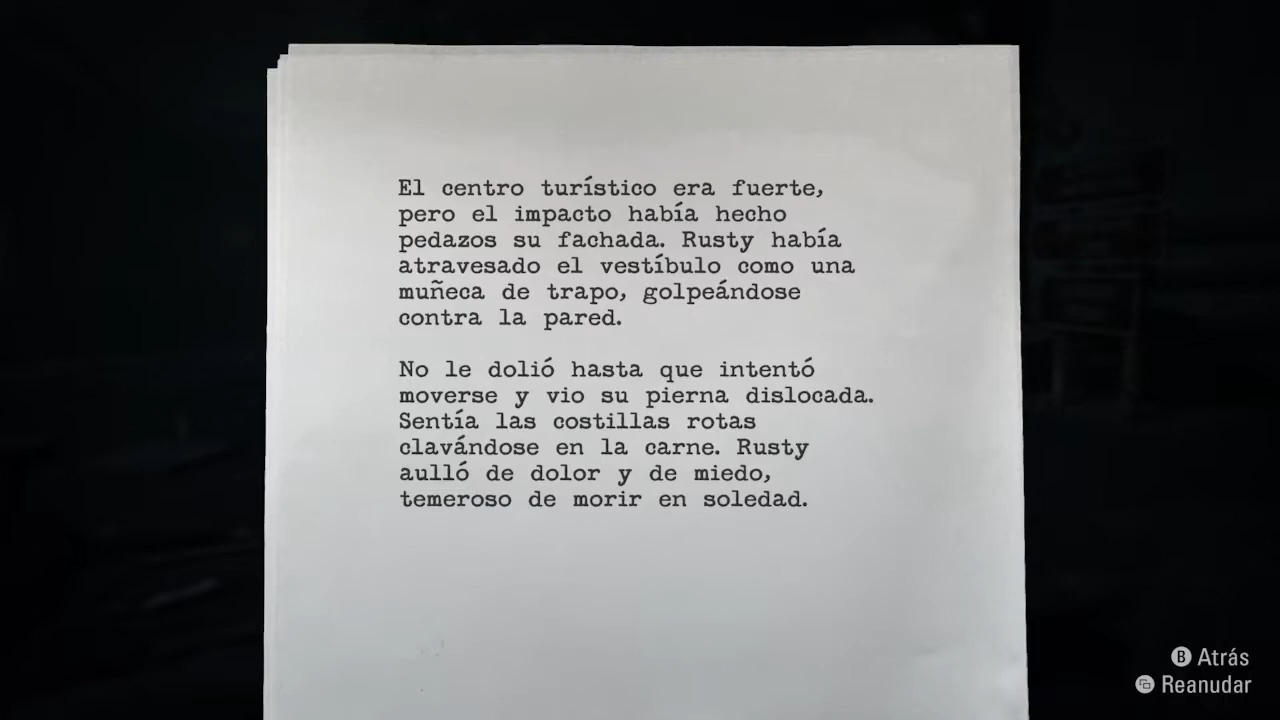 El centro turístico era fuerte,
pero el impacto había hecho
pedazos su fachada. Rusty había
atravesado el vestíbulo como una
muñeca de trapo, golpeándose
contra la pared.
No le dolió hasta que intentó
moverse y vio su pierna dislocada.
Sentía las costillas rotas
clavándose en la carne. Rusty
aulló de dolor y de miedo,
temeroso de morir en soledad.
B Atrás
Reanudar